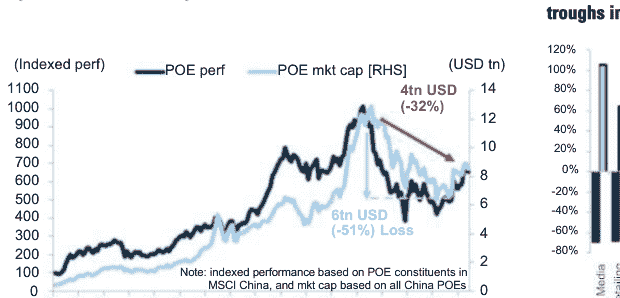 troughs in
(Indexed perf)
POE perf
POE mkt cap [RHS]
(USD tn)
1100
1000
900
800
700
600
500
400
300
200
100
0
4tn USD
(-32%)
6tn USD
(-51%) Loss
Note: indexed performance based on POE constituents in
MSCI China, and mkt cap based on all China POEs
14
12
10
8
6
4
2
0
120%
100%
80%
60%
40%
20%
0%
-20%
-40%
-60%
-80%
Media